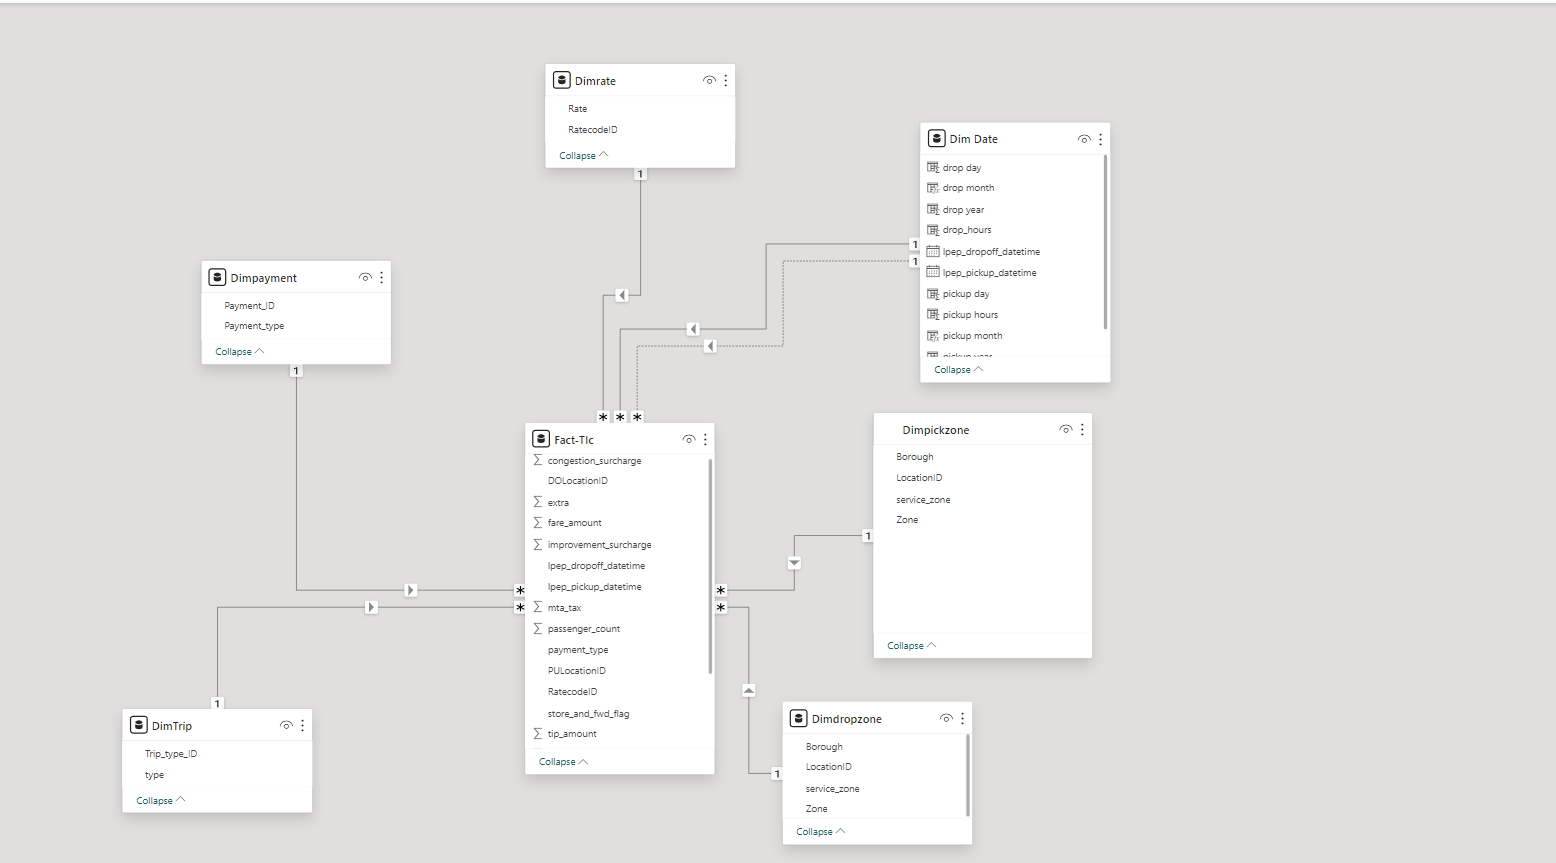 Dimrate
Rate
RatecodeID
Collapse
1
Dim Date
drop day
drop month
drop year
drop_hours
lpep_dropoff_datetime
lpep_pickup_datetime
pickup day
pickup hours
pickup month
pickup year
Collapse
1
1
Dimpayment
Payment_ID
Payment_type
Collapse
1
* * *
Fact-Tlc
congestion_surcharge
DOLocationID
extra
fare_amount
improvement_surcharge
lpep_dropoff_datetime
lpep_pickup_datetime
mta_tax
passenger_count
payment_type
PULocationID
RatecodeID
store_and_fwd_flag
tip_amount
Collapse
*
*
*
*
Dimpickzone
Borough
LocationID
service_zone
Zone
Collapse
1
1
DimTrip
Trip_type_ID
type
Collapse
Dimdropzone
Borough
LocationID
service_zone
Zone
Collapse
1